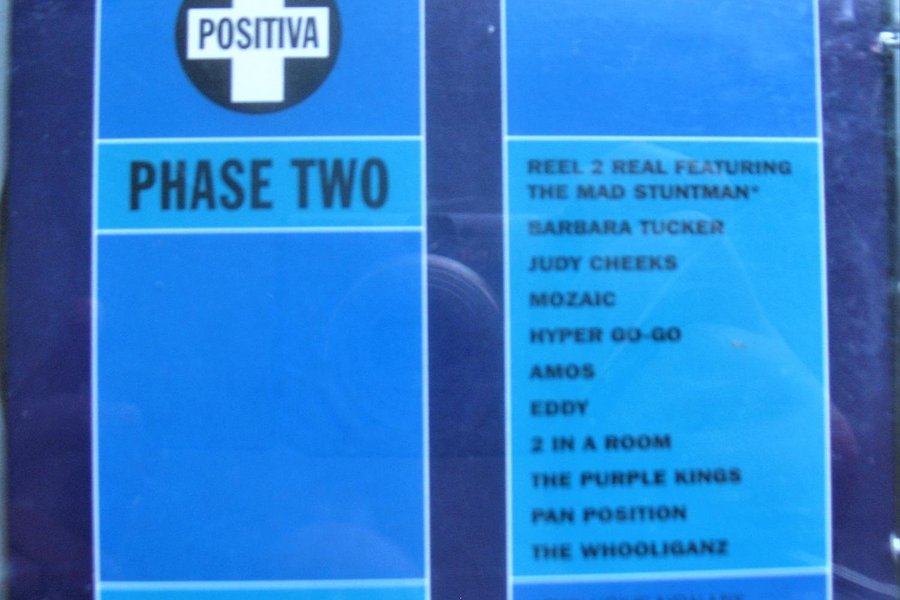 POSITIVA
PHASE TWO
REEL 2 REAL FEATURING
THE MAD STUNTMAN*
BARBARA TUCKER
JUDY CHEEKS
MOZAIC
HYPER GO-GO
AMOS
EDDY
2 IN A ROOM
THE PURPLE KINGS
PAN POSITION
THE WHOOLIGANZ